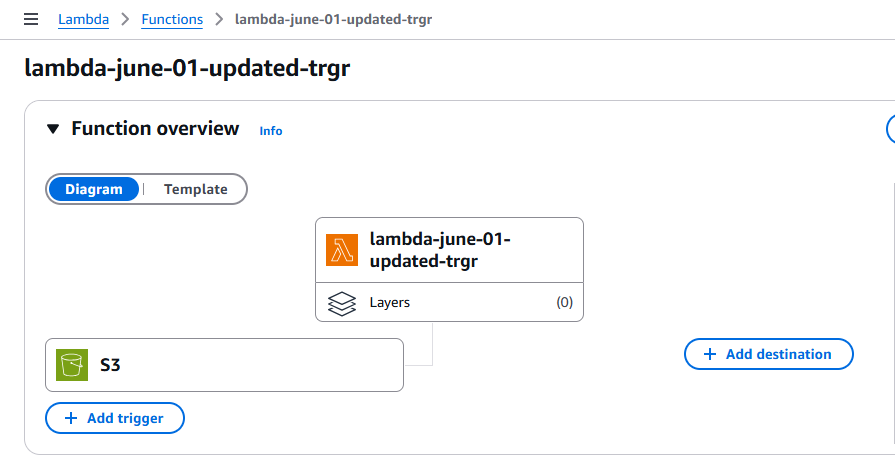 Lambda > Functions > lambda-june-01-updated-trgr
lambda-june-01-updated-trgr
Function overview Info
Diagram | Template
lambda-june-01-
updated-trgr
Layers (0)
S3
+ Add destination
+ Add trigger